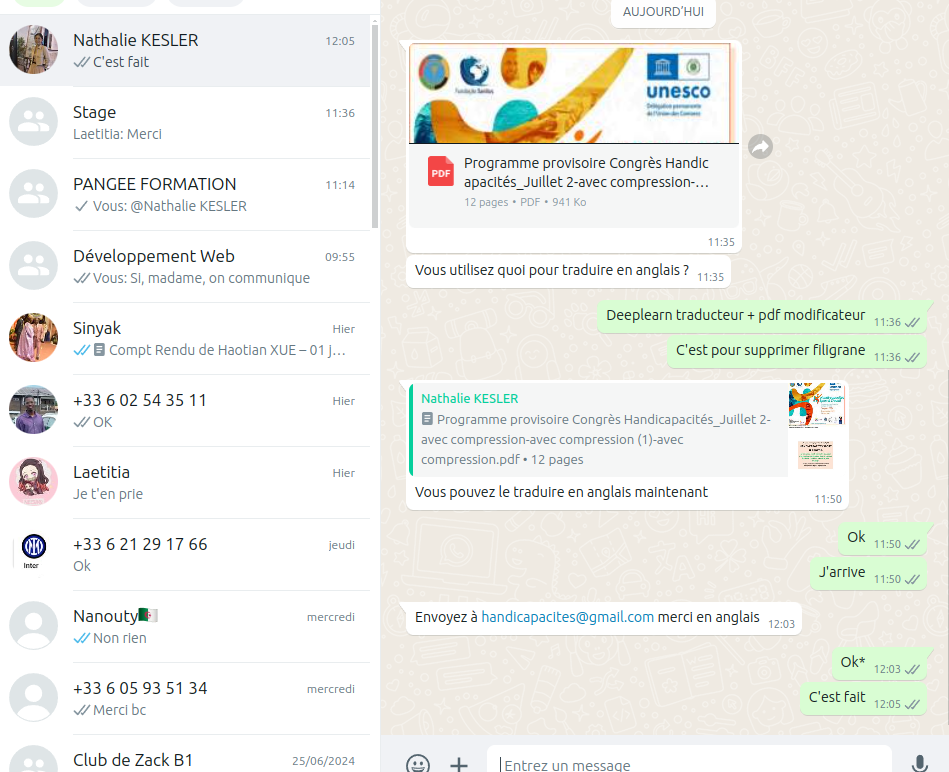 Nathalie KESLER 12:05
C'est fait
Stage 11:36
Laetitia: Merci
PANGEE FORMATION 11:14
Vous: @Nathalie KESLER
Développement Web 09:55
Vous: Si, madame, on communique
Sinyak Hier
Compt Rendu de Haotian XUE – 01 j...
+33 6 02 54 35 11 Hier
OK
Laetitia Hier
Je t'en prie
+33 6 21 29 17 66 jeudi
Ok
Inter
Nanouty mercredi
Non rien
+33 6 05 93 51 34 mercredi
Merci bc
Club de Zack B1 25/06/2024
AUJOURD'HUI
unesco
Délégation permanente
de l'Union des Comores
PDF
Programme provisoire Congrès Handic
apacités_Juillet 2-avec compression-...
12 pages • PDF • 941 Ko
11:35
Vous utilisez quoi pour traduire en anglais ? 11:35
Deeplearn traducteur + pdf modificateur 11:36
C'est pour supprimer filigrane 11:36
Nathalie KESLER
Programme provisoire Congrès Handicapacités_Juillet 2-
avec compression-avec compression (1)-avec
compression.pdf • 12 pages
Vous pouvez le traduire en anglais maintenant 11:50
Ok 11:50
J'arrive 11:50
Envoyez à handicapacites@gmail.com merci en anglais 12:03
Ok* 12:03
C'est fait 12:05
Entrez un message